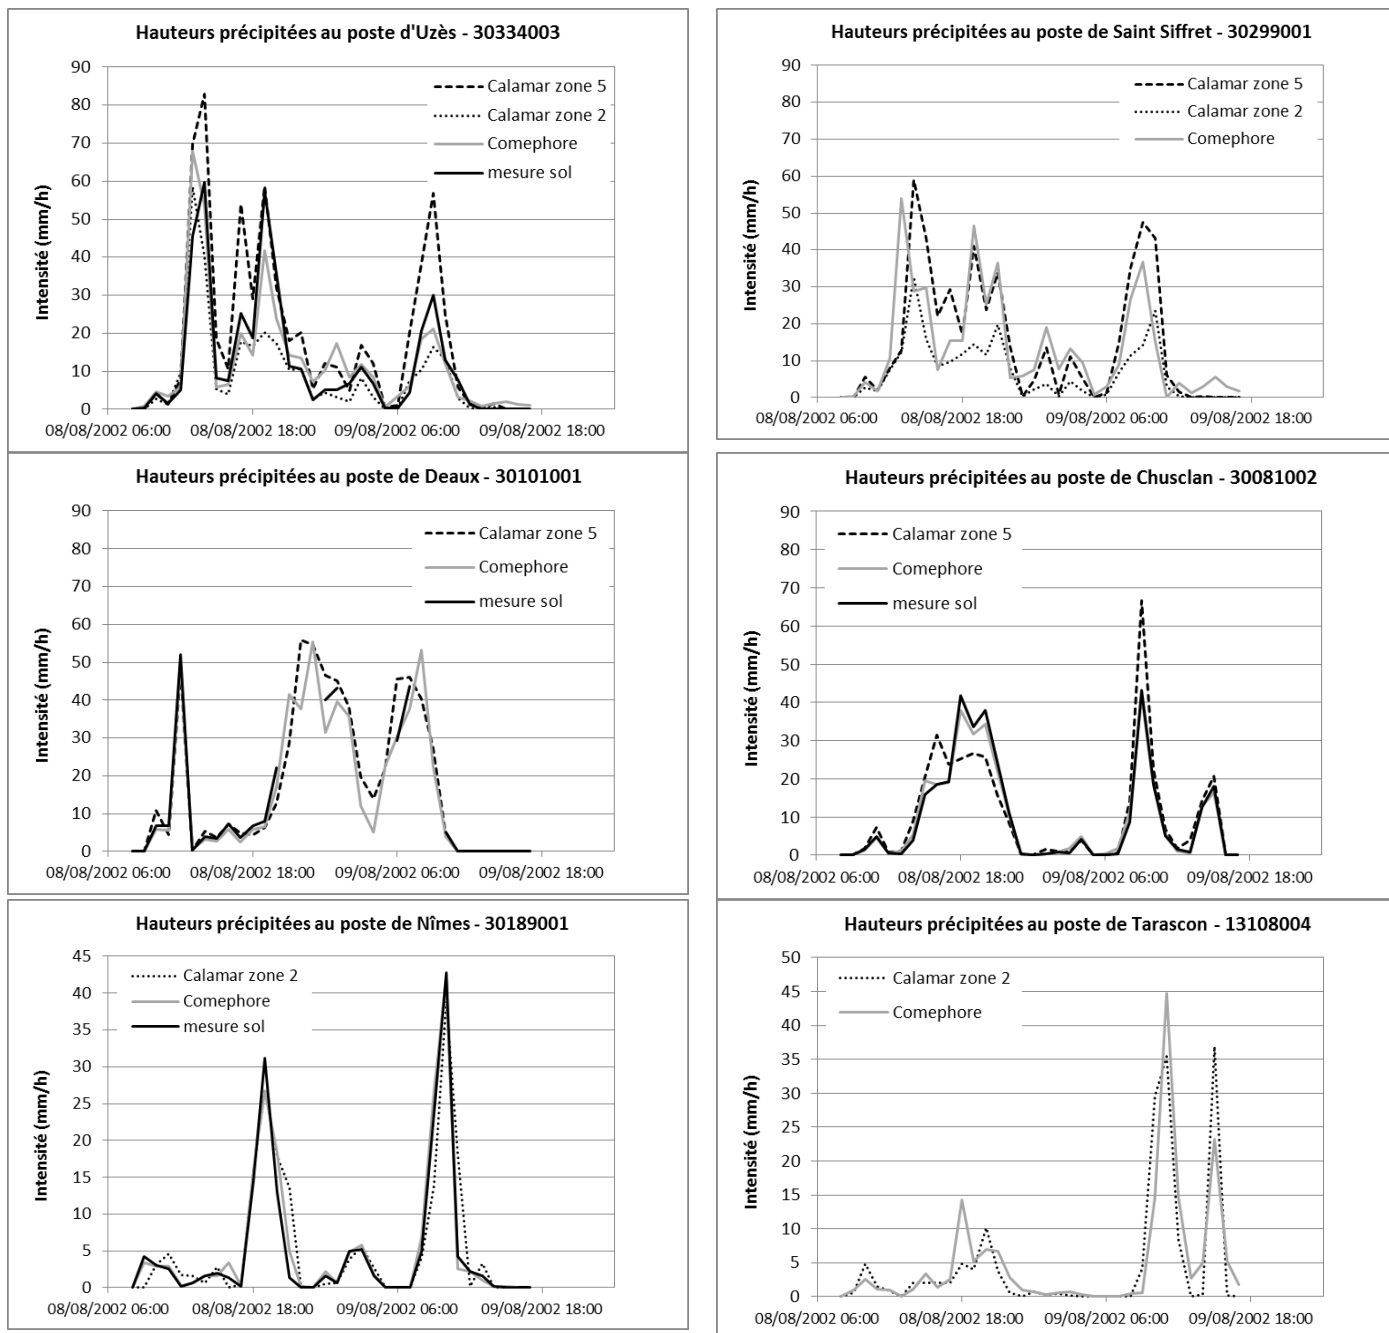 Hauteurs précipitées au poste d'Uzès - 30334003
90
80
70
60
50
40
30
20
10
0
Intensité (mm/h)
Calamar zone 5
Calamar zone 2
Comephore
mesure sol
08/08/2002 06:00
08/08/2002 18:00
09/08/2002 06:00
09/08/2002 18:00
Hauteurs précipitées au poste de Saint Siffret - 30299001
90
80
70
60
50
40
30
20
10
0
Intensité (mm/h)
Calamar zone 5
Calamar zone 2
Comephore
08/08/2002 06:00
08/08/2002 18:00
09/08/2002 06:00
09/08/2002 18:00
Hauteurs précipitées au poste de Deaux - 30101001
90
80
70
60
50
40
30
20
10
0
Intensité (mm/h)
Calamar zone 5
Comephore
mesure sol
08/08/2002 06:00
08/08/2002 18:00
09/08/2002 06:00
09/08/2002 18:00
Hauteurs précipitées au poste de Chusclan - 30081002
90
80
70
60
50
40
30
20
10
0
Intensité (mm/h)
Calamar zone 5
Comephore
mesure sol
08/08/2002 06:00
08/08/2002 18:00
09/08/2002 06:00
09/08/2002 18:00
Hauteurs précipitées au poste de Nîmes - 30189001
45
40
35
30
25
20
15
10
5
0
Intensité (mm/h)
Calamar zone 2
Comephore
mesure sol
08/08/2002 06:00
08/08/2002 18:00
09/08/2002 06:00
09/08/2002 18:00
Hauteurs précipitées au poste de Tarascon - 13108004
50
45
40
35
30
25
20
15
10
5
0
Intensité (mm/h)
Calamar zone 2
Comephore
08/08/2002 06:00
08/08/2002 18:00
09/08/2002 06:00
09/08/2002 18:00